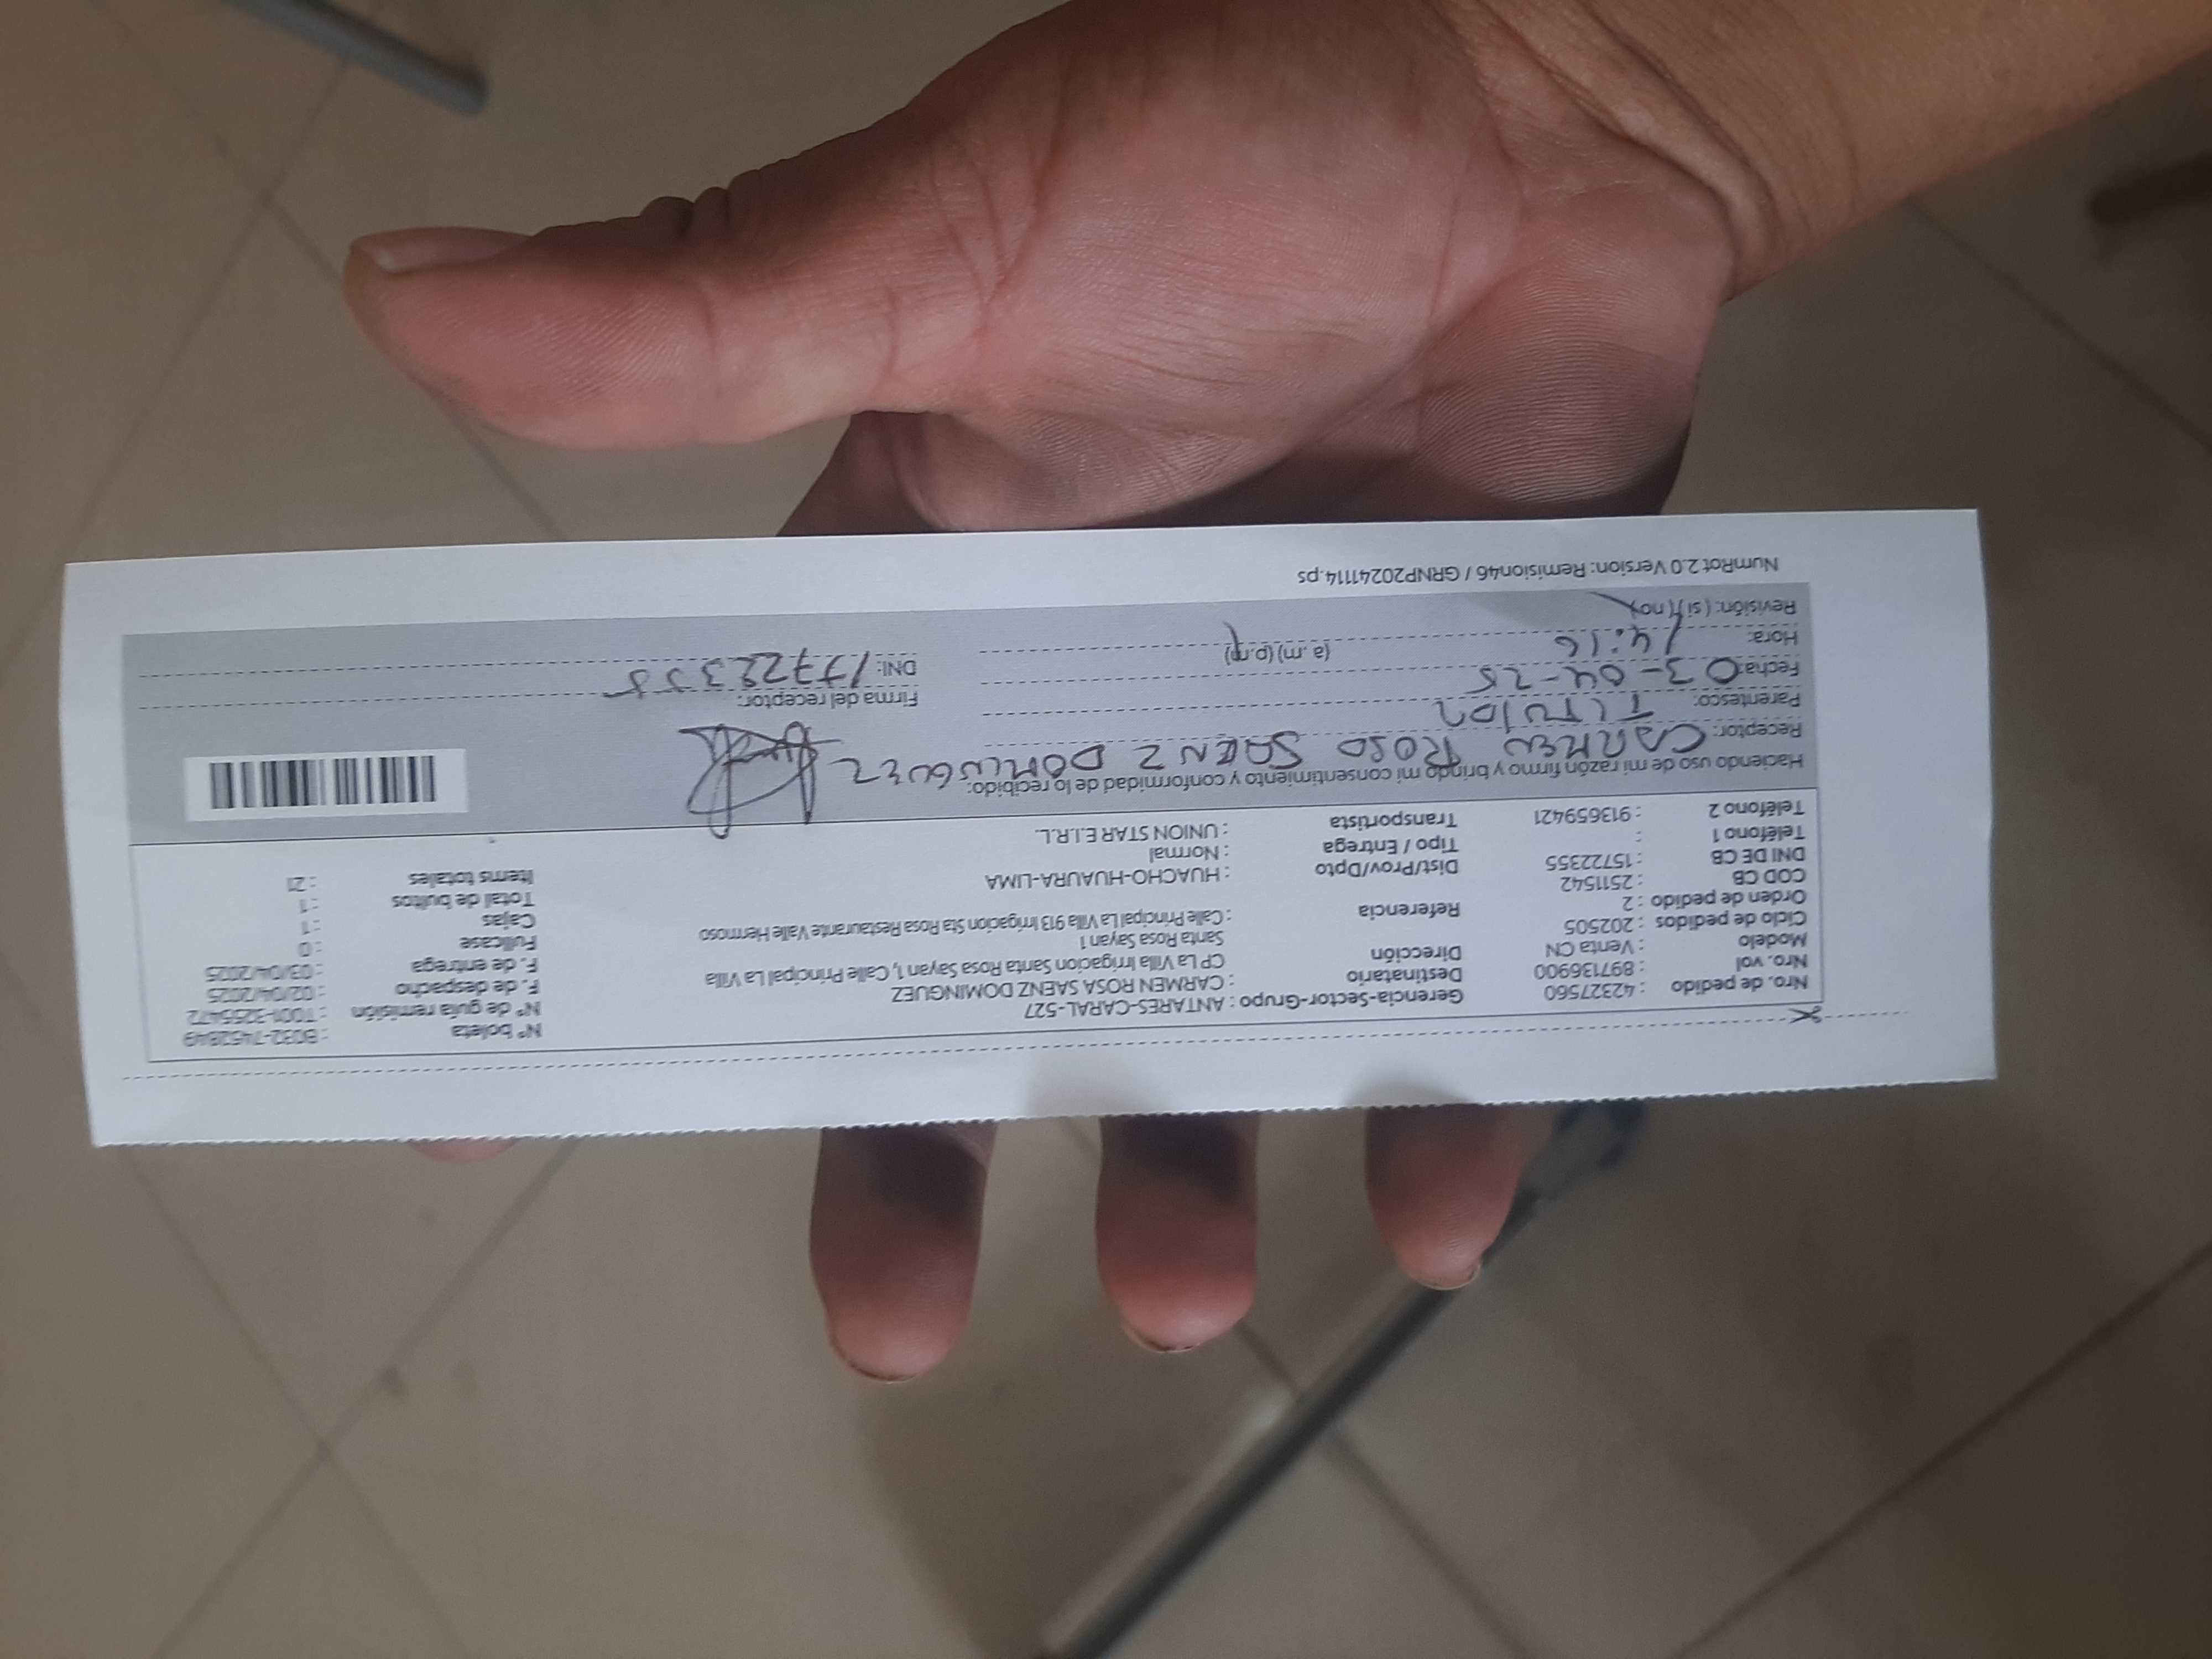 Nro. de pedido : 42327560 Gerencia-Sector-Grupo : ANTARES-CARAL-527 N° boleta : B032-7452849
Nro. vol : 897136900 Destinatario : CARMEN ROSA SAENZ DOMINGUEZ N° de guía remisión : T001-3255472
Modelo : Venta CN Dirección CP La Villa Irrigacion Santa Rosa Sayan 1, Calle Principal La Villa F. de despacho : 02/04/2025
Ciclo de pedidos : 202505 Santa Rosa Sayan 1 F. de entrega : 03/04/2025
Orden de pedido : 2 Referencia : Calle Principal La Villa 913 Irrigacion Sta Rosa Restaurante Valle Hermoso Fullcase : 0
COD CB : 2511542 Cajas : 1
DNI DE CB : 15722355 Dist/Prov/Dpto : HUACHO-HUAURA-LIMA Total de bultos : 1
Teléfono 1 : Tipo / Entrega : Normal Items totales : 21
Teléfono 2 : 913659421 Transportista : UNION STAR E.I.R.L.
Haciendo uso de mi razón firmo y brindo mi consentimiento y conformidad de lo recibido:
Receptor: CARMEN ROSA SAENZ DOMINGUEZ
Parentesco: TITULAR Firma del receptor:
Fecha: 03-04-25 DNI:
Hora: 14:16 (a.m) (p.m)
Revisión: (si) (no)
NumRot 2.0 Version: Remision46 / GRNP20241114.ps